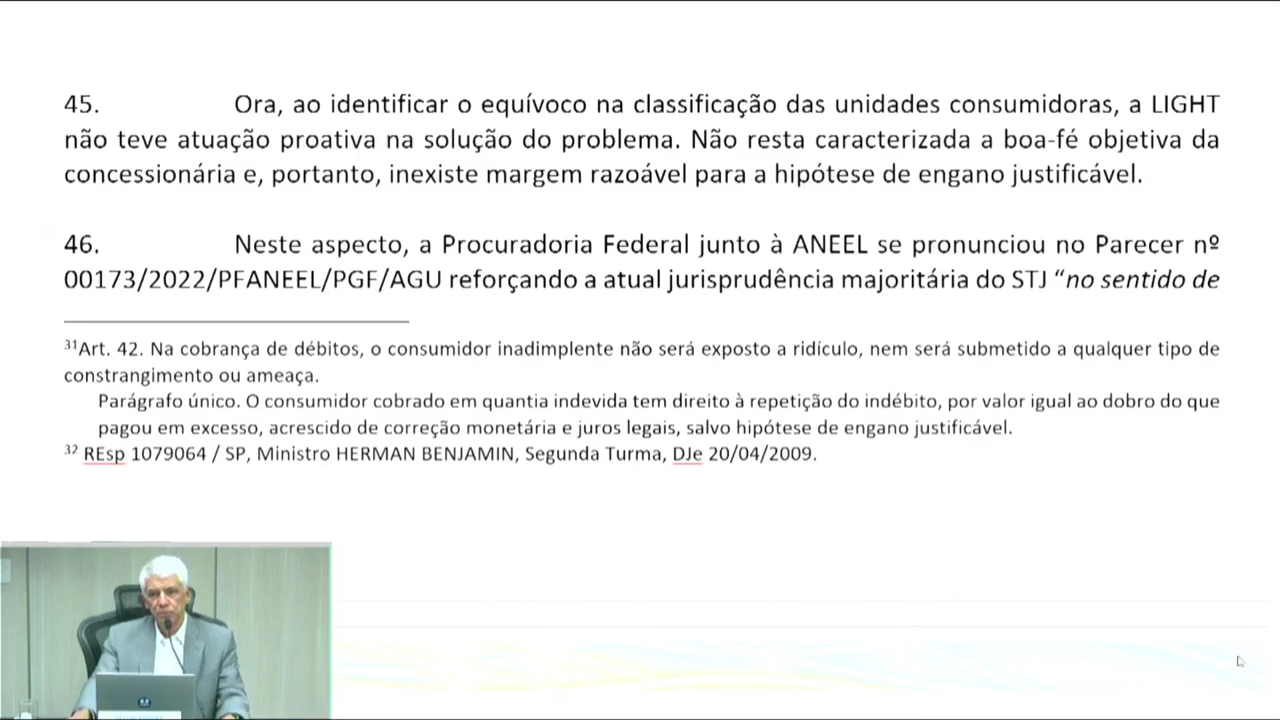 45. Ora, ao identificar o equívoco na classificação das unidades consumidoras, a LIGHT
não teve atuação proativa na solução do problema. Não resta caracterizada a boa-fé objetiva da
concessionária e, portanto, inexiste margem razoável para a hipótese de engano justificável.
46. Neste aspecto, a Procuradoria Federal junto à ANEEL se pronunciou no Parecer nº
00173/2022/PFANEEL/PGF/AGU reforçando a atual jurisprudência majoritária do STJ “no sentido de
31Art. 42. Na cobrança de débitos, o consumidor inadimplente não será exposto a ridículo, nem será submetido a qualquer tipo de
constrangimento ou ameaça.
Parágrafo único. O consumidor cobrado em quantia indevida tem direito à repetição do indébito, por valor igual ao dobro do que
pagou em excesso, acrescido de correção monetária e juros legais, salvo hipótese de engano justificável.
32 REsp 1079064 / SP, Ministro HERMAN BENJAMIN, Segunda Turma, DJe 20/04/2009.